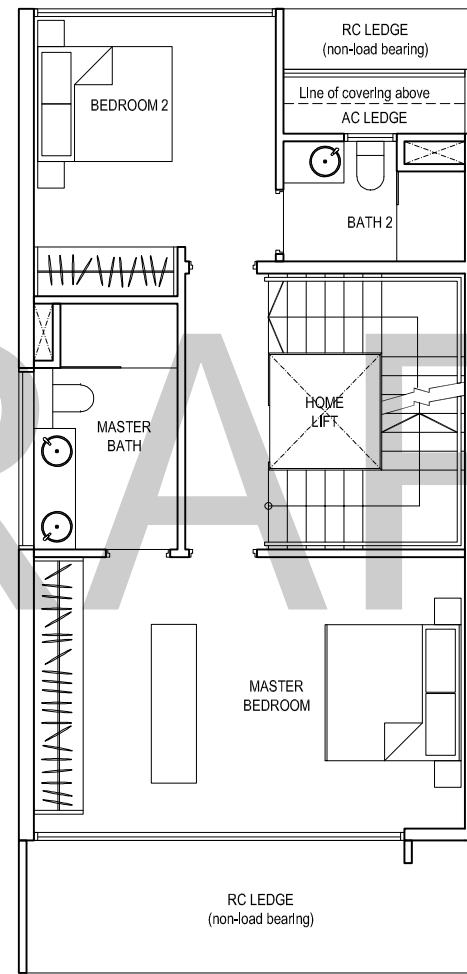 RC LEDGE
(non-load bearing)
Line of covering above
AC LEDGE
BEDROOM 2
BATH 2
HOME
LIFT
MASTER
BATH
MASTER
BEDROOM
RC LEDGE
(non-load bearing)